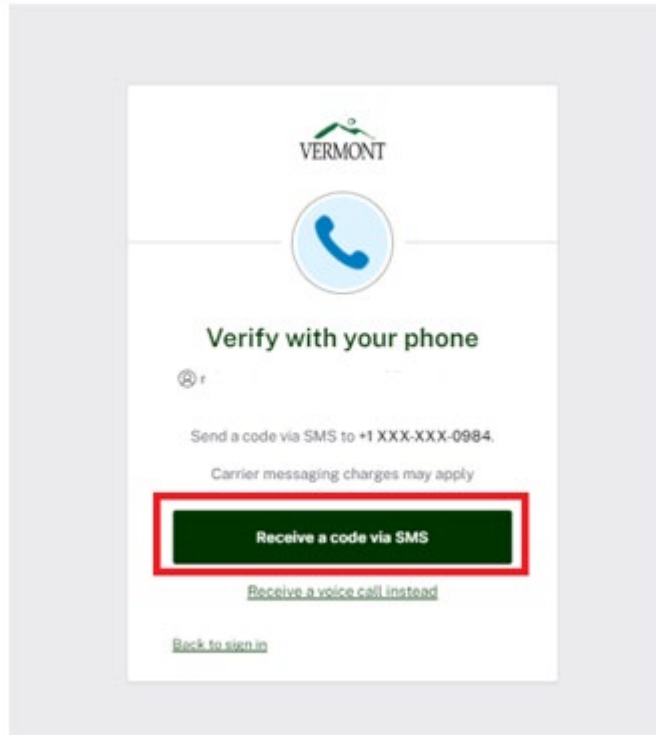 VERMONT
Verify with your phone
r
Send a code via SMS to +1 XXX-XXX-0984.
Carrier messaging charges may apply
Receive a code via SMS
Receive a voice call instead
Back to sign in